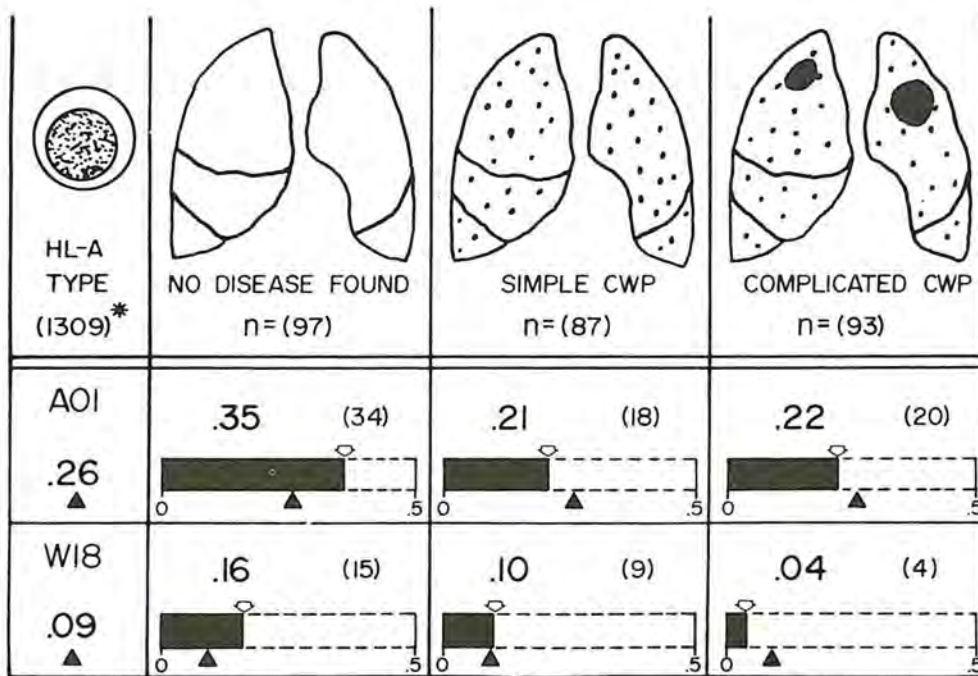 HL-A
TYPE
(1309)*
NO DISEASE FOUND
n=(97)
SIMPLE CWP
n=(87)
COMPLICATED CWP
n=(93)
A01
.26
.35 (34)
0 .5
.21 (18)
0 .5
.22 (20)
0 .5
W18
.09
.16 (15)
0 .5
.10 (9)
0 .5
.04 (4)
0 .5